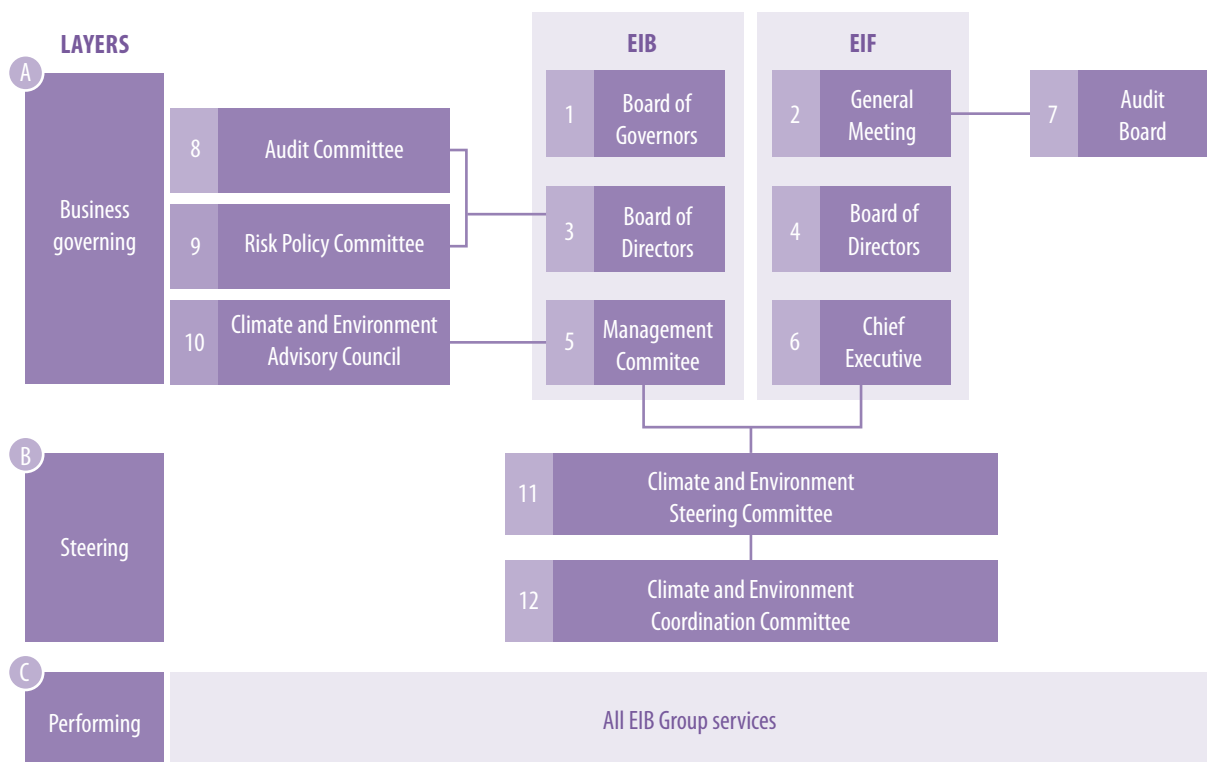 LAYERS
EIB
EIF
A
Business
governing
8
Audit Committee
9
Risk Policy Committee
10
Climate and Environment
Advisory Council
1
Board of
Governors
3
Board of
Directors
5
Management
Commitee
2
General
Meeting
4
Board of
Directors
6
Chief
Executive
7
Audit
Board
B
Steering
11
Climate and Environment
Steering Committee
12
Climate and Environment
Coordination Committee
C
Performing
All EIB Group services